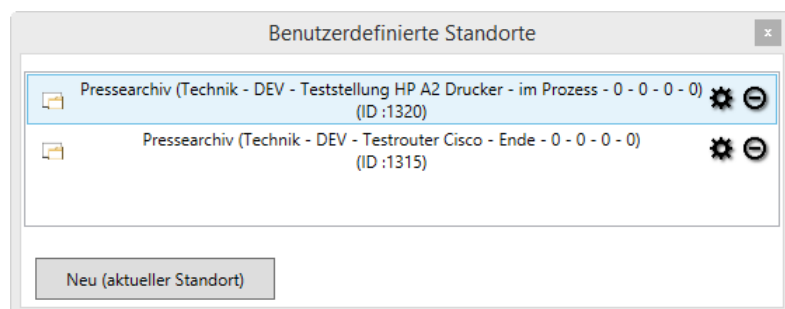 Benutzerdefinierte Standorte
x
Pressearchiv (Technik - DEV - Teststellung HP A2 Drucker - im Prozess - 0 - 0 - 0 - 0)
(ID :1320)
Pressearchiv (Technik - DEV - Testrouter Cisco - Ende - 0 - 0 - 0 - 0)
(ID :1315)
Neu (aktueller Standort)